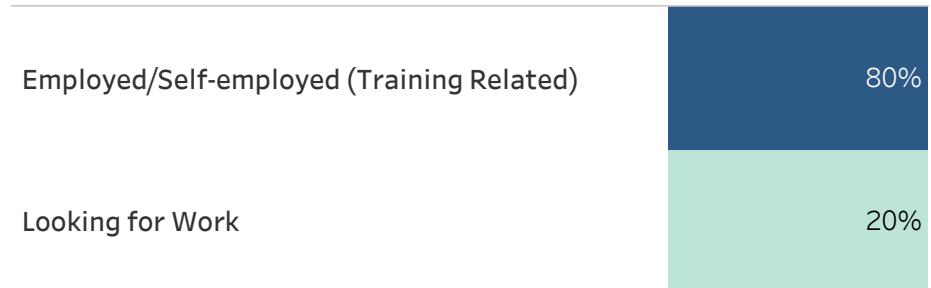 Employed/Self-employed (Training Related) 80%
Looking for Work 20%